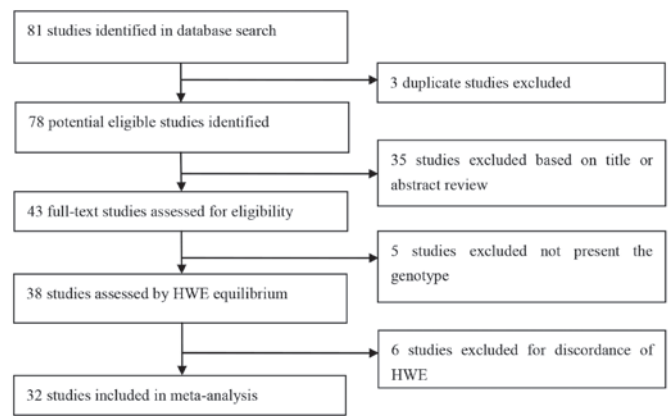 81 studies identified in database search
3 duplicate studies excluded
78 potential eligible studies identified
35 studies excluded based on title or
abstract review
43 full-text studies assessed for eligibility
5 studies excluded not present the
genotype
38 studies assessed by HWE equilibrium
6 studies excluded for discordance of
HWE
32 studies included in meta-analysis